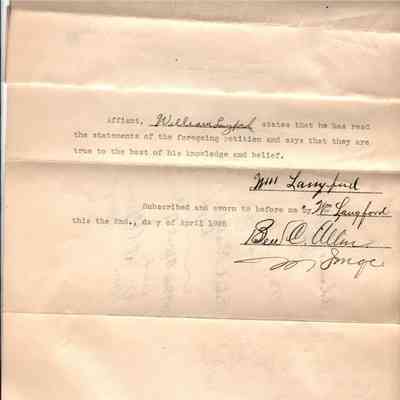 Affiant, William Langford states that he has read
the statements of the foregoing petition and says that they are
true to the best of his knowledge and belief.
Will Langford
Subscribed and sworn to before me by Wm Langford
this the 2nd., day of April 1926
Ben C. Allen